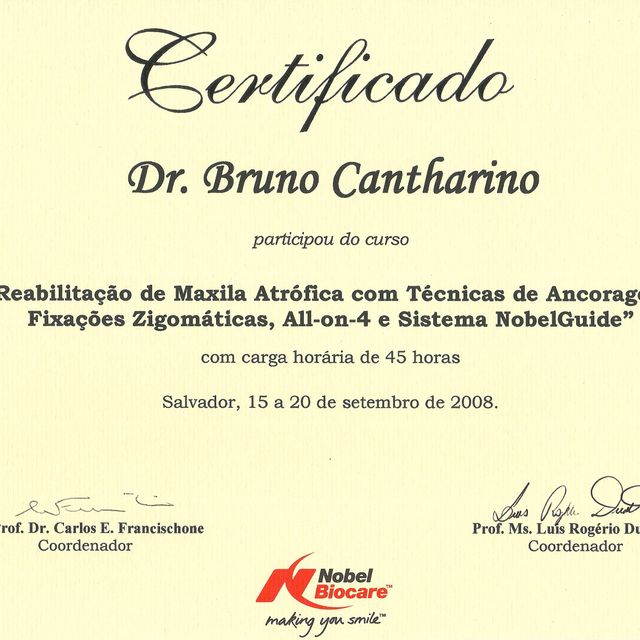 Certificado
Dr. Bruno Cantharino
participou do curso
Reabilitação de Maxila Atrófica com Técnicas de Ancorage
Fixações Zigomáticas, All-on-4 e Sistema NobelGuide”
com carga horária de 45 horas
Salvador, 15 a 20 de setembro de 2008.
rof. Dr. Carlos E. Francischone
Coordenador
Prof. Ms. Luis Rogério Du
Coordenador
Nobel
Biocare™
making you smile™